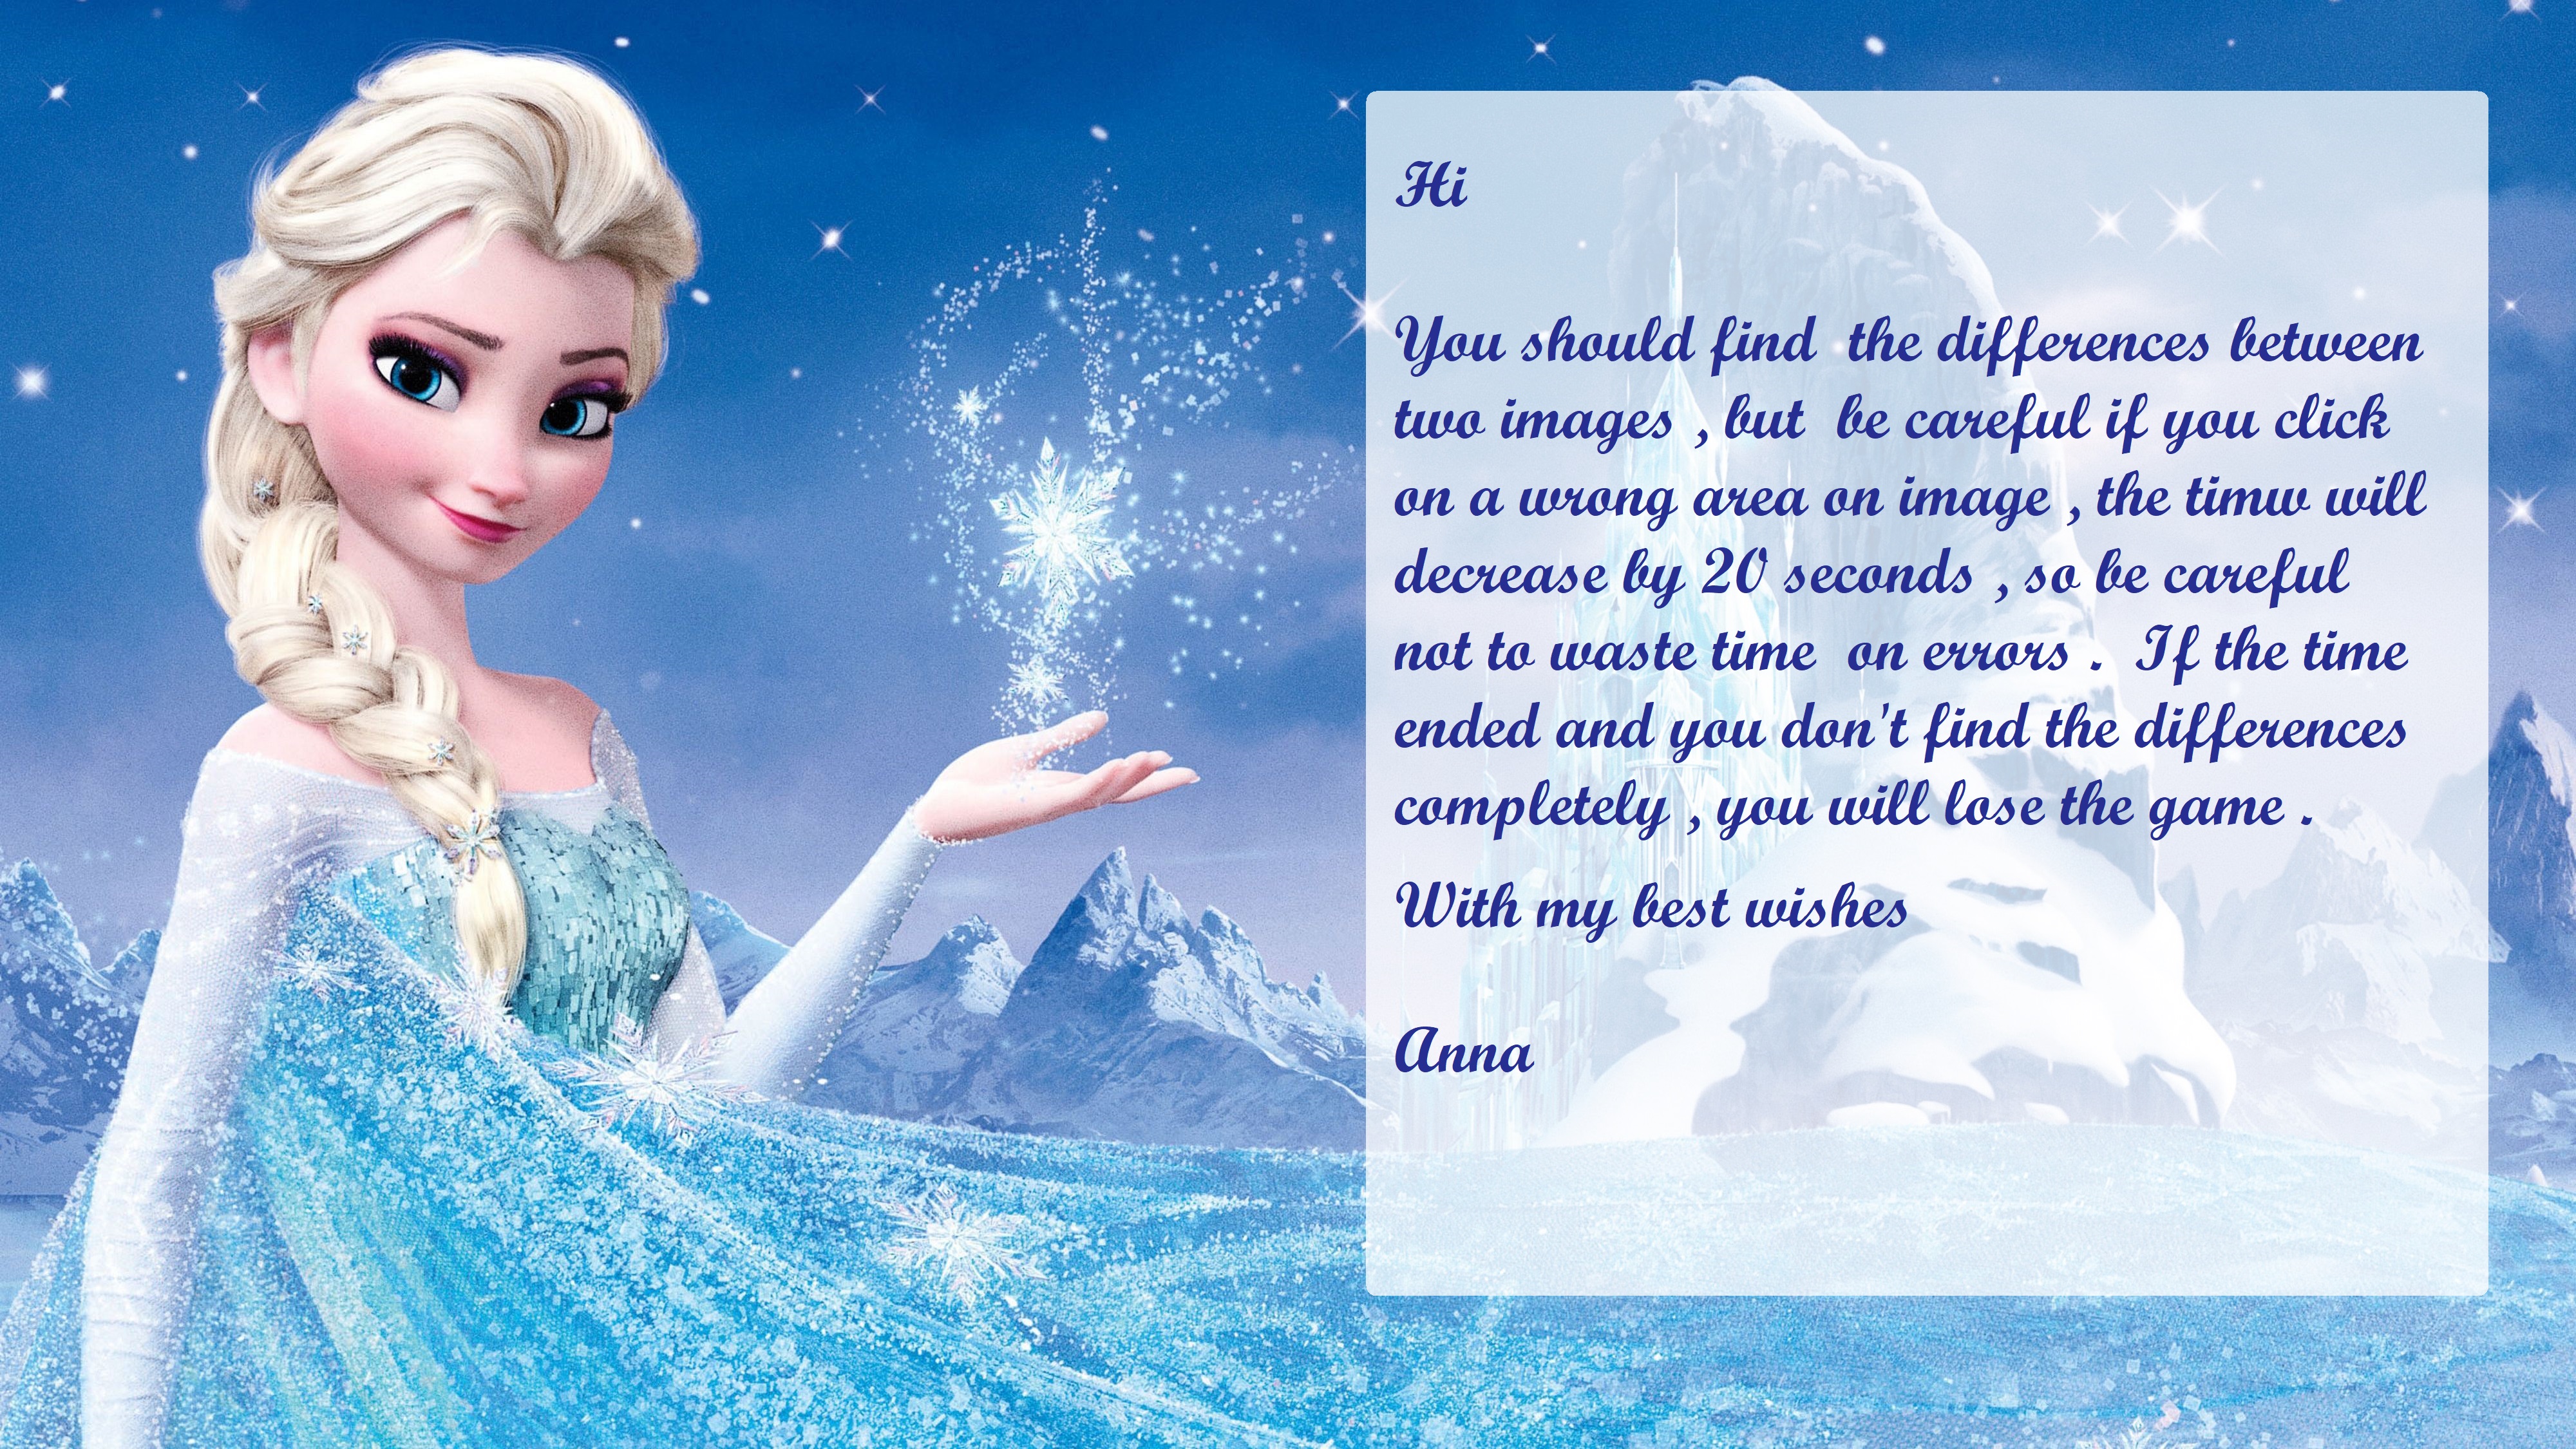 Hi
You should find the differences between
two images , but be careful if you click
on a wrong area on image , the timw will
decrease by 20 seconds , so be careful
not to waste time on errors . If the time
ended and you don't find the differences
completely , you will lose the game .
With my best wishes
Anna